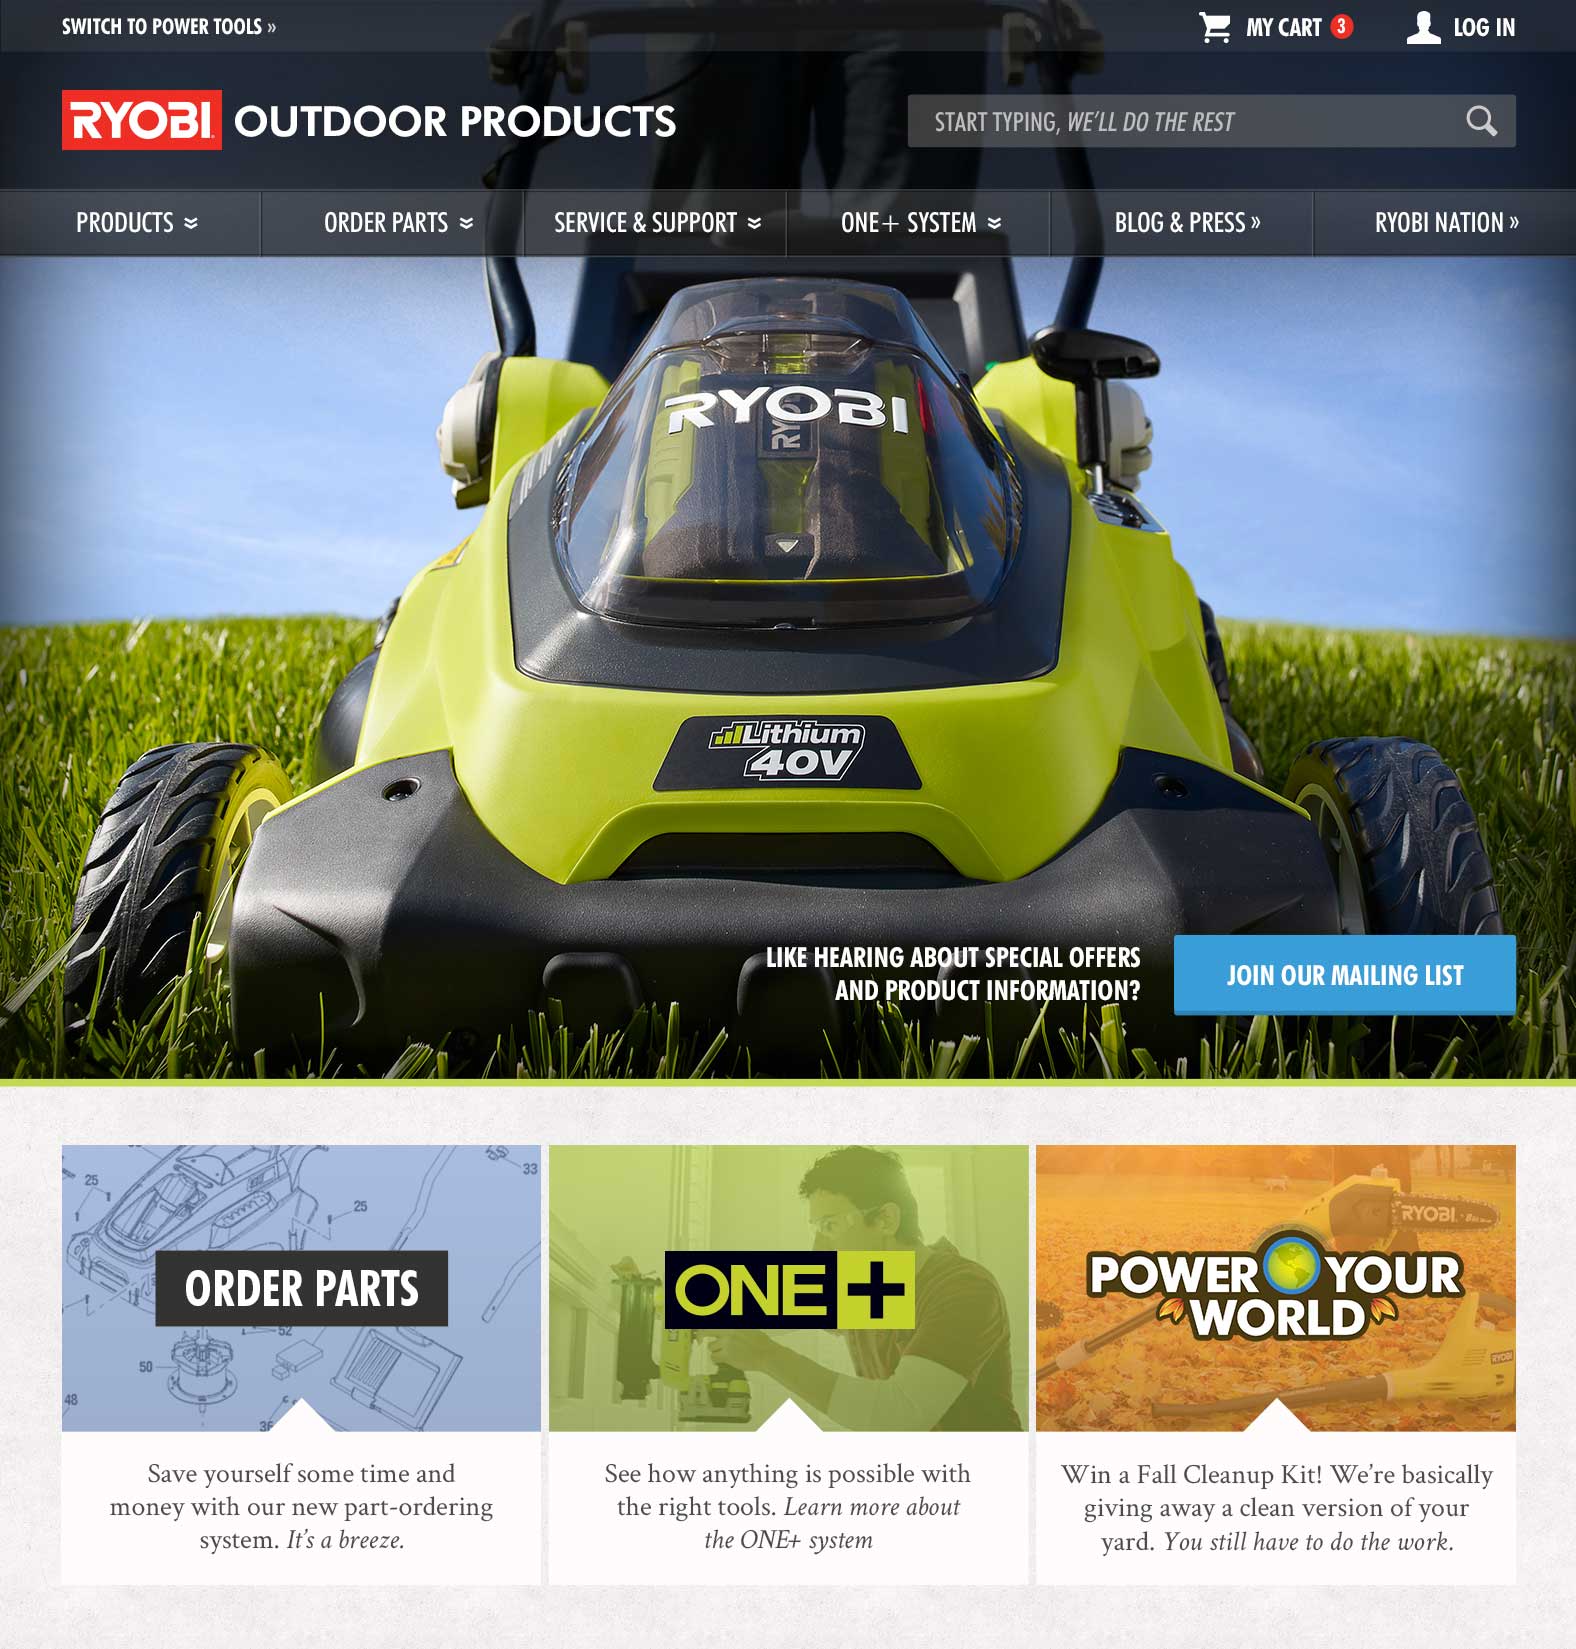 SWITCH TO POWER TOOLS »
MY CART 3
LOG IN
RYOBI OUTDOOR PRODUCTS
START TYPING, WE'LL DO THE REST
PRODUCTS
ORDER PARTS
SERVICE & SUPPORT
ONE+ SYSTEM
BLOG & PRESS »
RYOBI NATION »
RYOBI
Lithium
40V
LIKE HEARING ABOUT SPECIAL OFFERS
AND PRODUCT INFORMATION?
JOIN OUR MAILING LIST
33
25
25
1
ORDER PARTS
52
50
48
36
ONE+
RYOBI
POWER YOUR
WORLD
RYOBI
Save yourself some time and
money with our new part-ordering
system. It's a breeze.
See how anything is possible with
the right tools. Learn more about
the ONE+ system
Win a Fall Cleanup Kit! We're basically
giving away a clean version of your
yard. You still have to do the work.